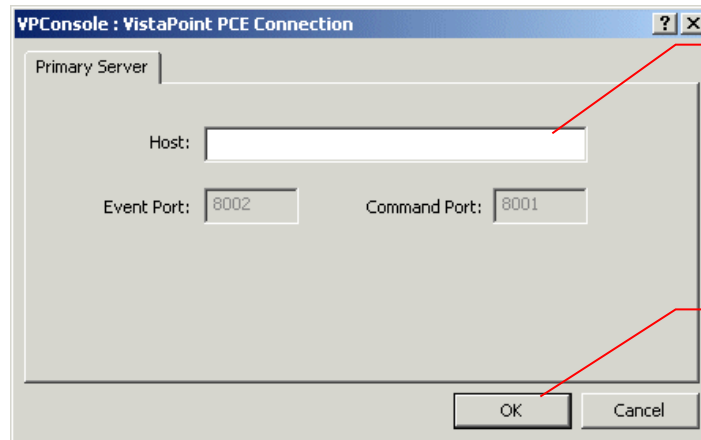 VPConsole : VistaPoint PCE Connection
Primary Server
Host:
Event Port: 8002 Command Port: 8001
OK Cancel